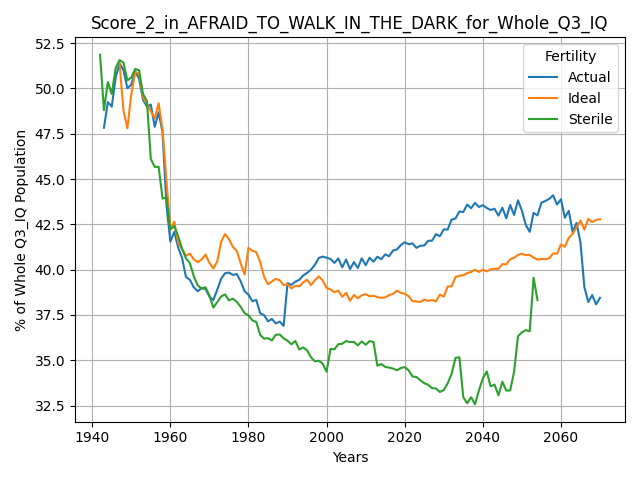 Score_2_in_AFRAID_TO_WALK_IN_THE_DARK_for_Whole_Q3_IQ
Fertility
Actual
Ideal
Sterile
% of Whole Q3_IQ Population
52.5
50.0
47.5
45.0
42.5
40.0
37.5
35.0
32.5
1940 1960 1980 2000 2020 2040 2060
Years